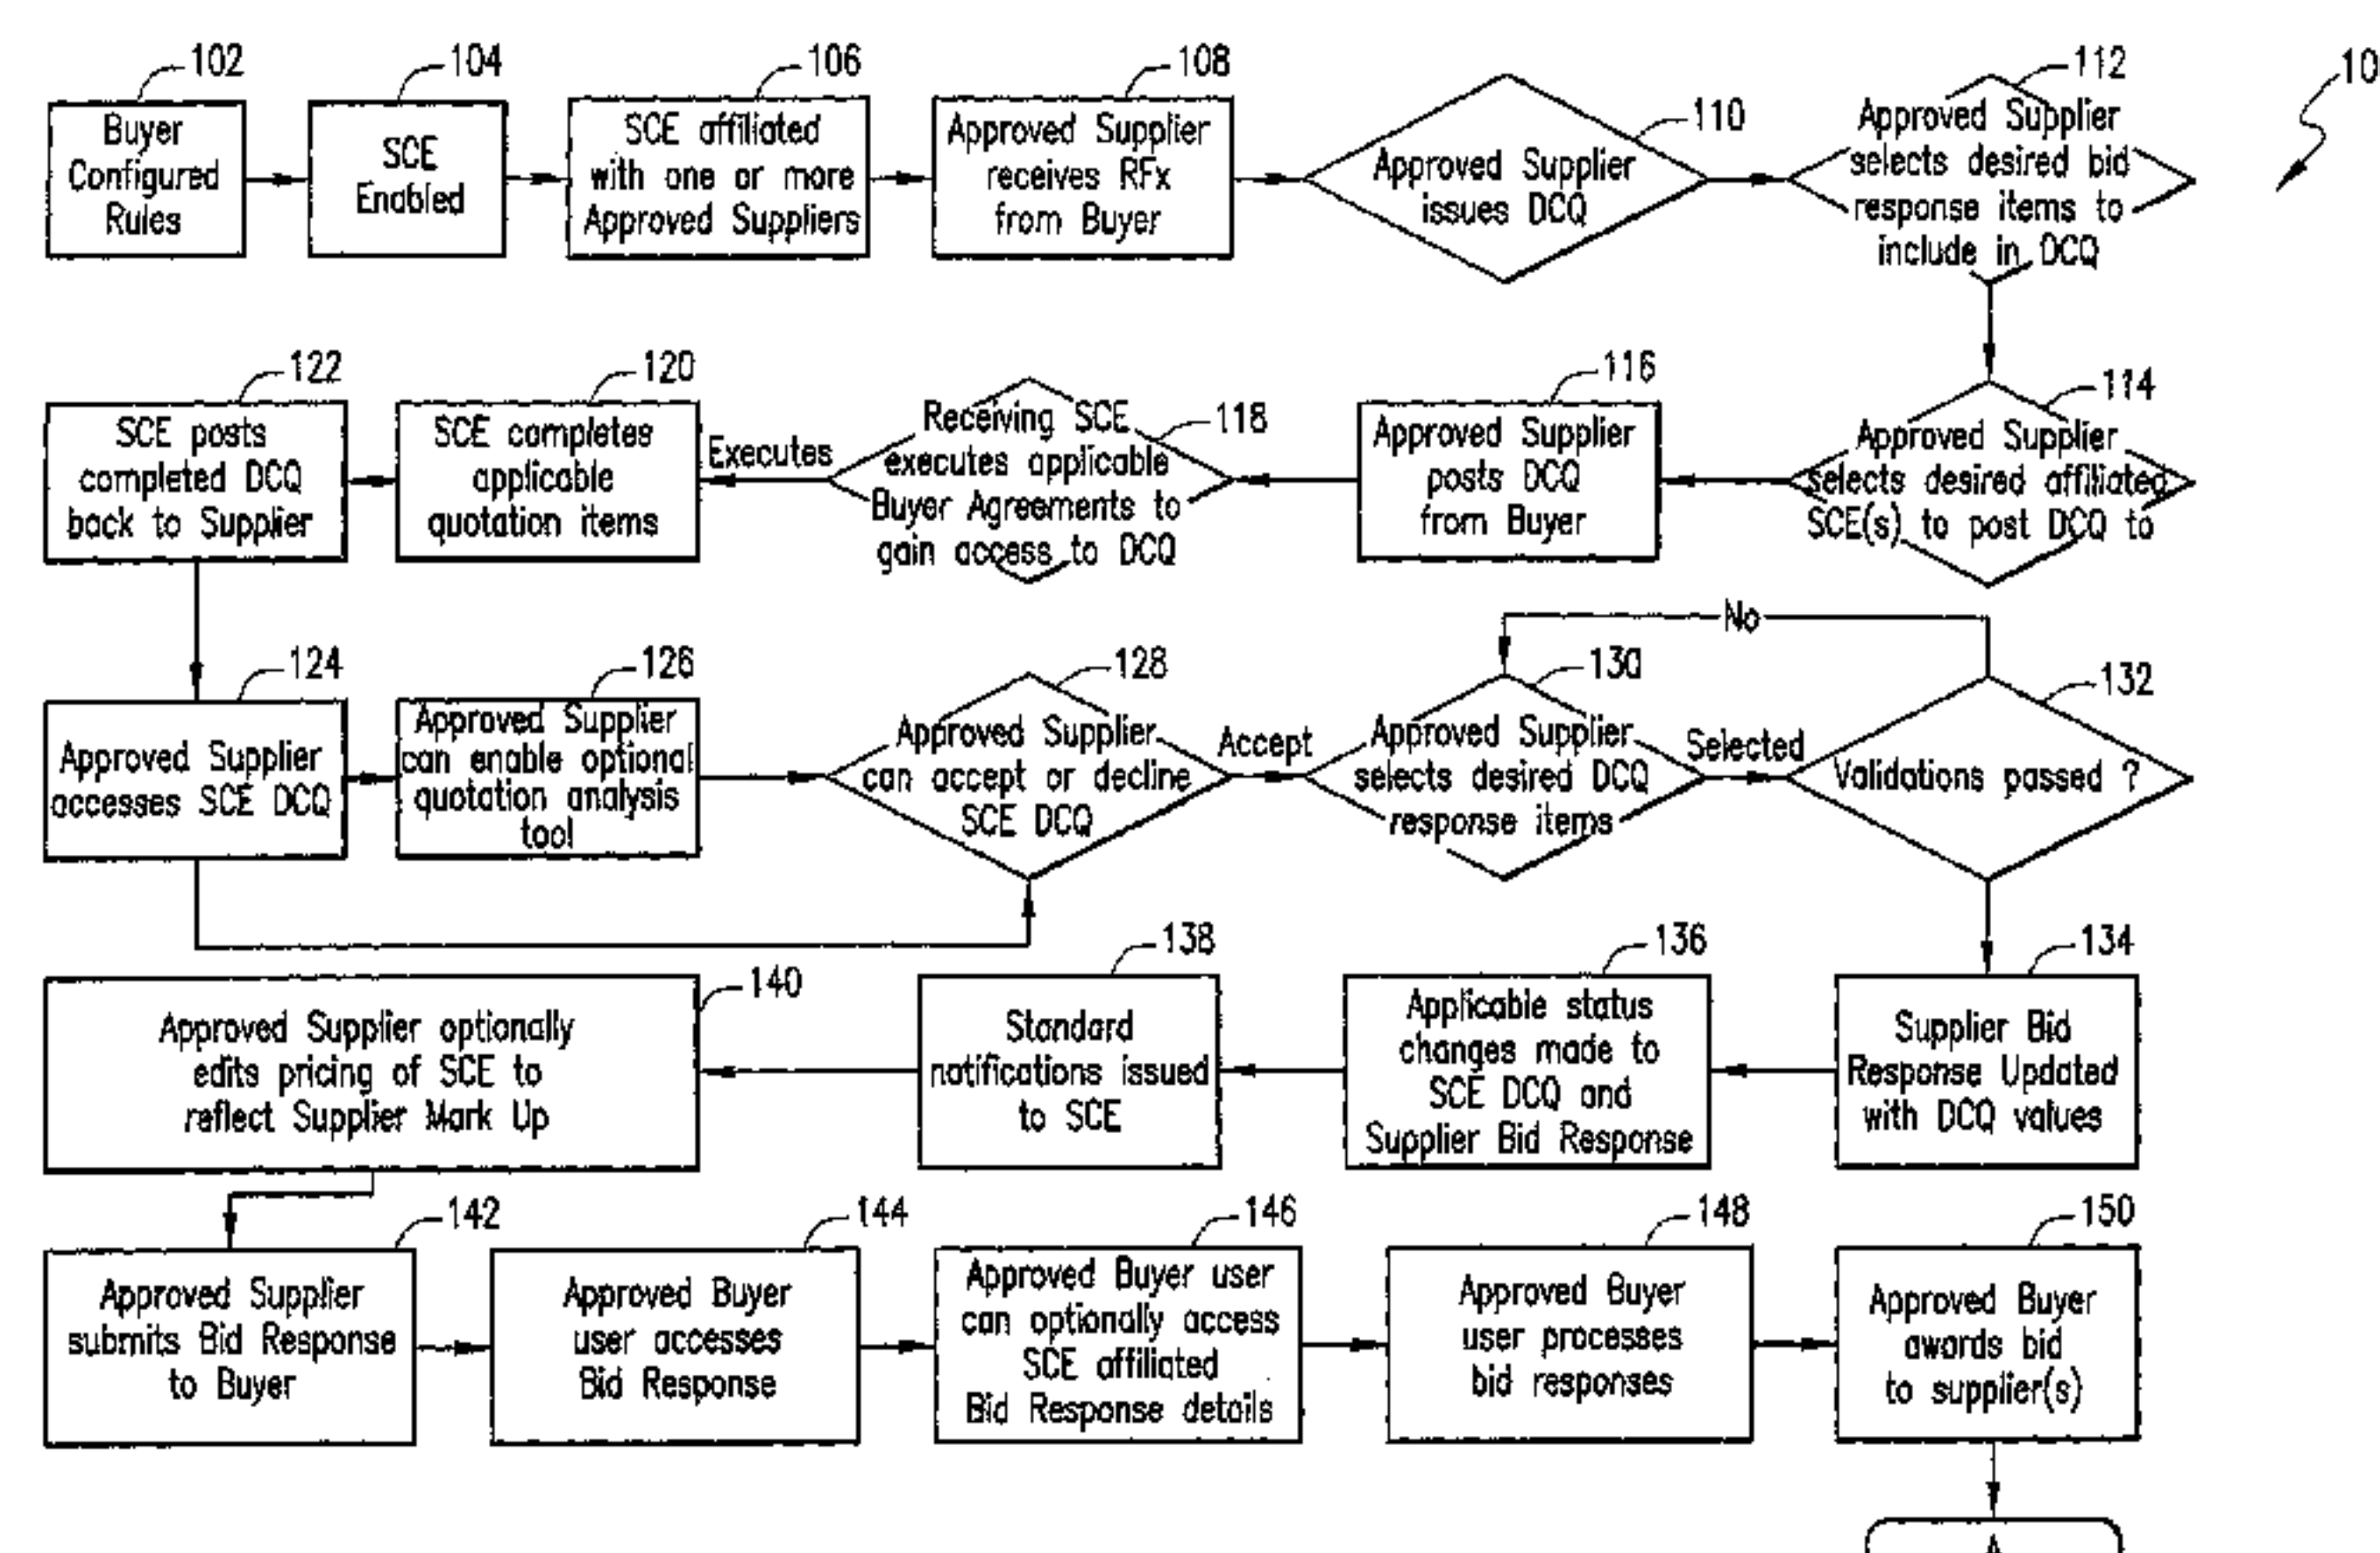 102
Buyer
Configured
Rules
104
SCE
Enabled
106
SCE affiliated
with one or more
Approved Suppliers
108
Approved Supplier
receives RFx
from Buyer
110
Approved Supplier
issues DCQ
112
Approved Supplier
selects desired bid
response items to
include in DCQ
10
114
Approved Supplier
selects desired affiliated
SCE(s) to post DCQ to
116
Approved Supplier
posts DCQ
from Buyer
118
Receiving SCE
executes applicable
Buyer Agreements to
gain access to DCQ
Executes
120
SCE completes
applicable
quotation items
122
SCE posts
completed DCQ
back to Supplier
124
Approved Supplier
accesses SCE DCQ
126
Approved Supplier
can enable optional
quotation analysis
tool
128
Approved Supplier
can accept or decline
SCE DCQ
Accept
130
Approved Supplier
selects desired DCQ
response items
Selected
No
132
Validations passed ?
134
Supplier Bid
Response Updated
with DCQ values
136
Applicable status
changes made to
SCE DCQ and
Supplier Bid Response
138
Standard
notifications issued
to SCE
140
Approved Supplier optionally
edits pricing of SCE to
reflect Supplier Mark Up
142
Approved Supplier
submits Bid Response
to Buyer
144
Approved Buyer
user accesses
Bid Response
146
Approved Buyer user
can optionally access
SCE affiliated
Bid Response details
148
Approved Buyer
user processes
bid responses
150
Approved Buyer
awards bid
to supplier(s)